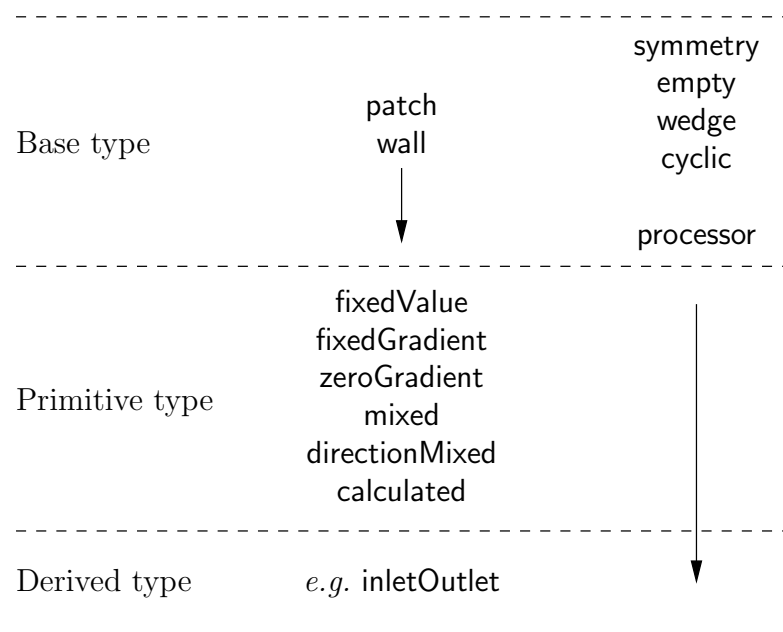 symmetry
empty
patch
wedge
Base type
wall
cyclic
processor
fixedValue
fixedGradient
zeroGradient
Primitive type
mixed
directionMixed
calculated
Derived type
e.g. inletOutlet